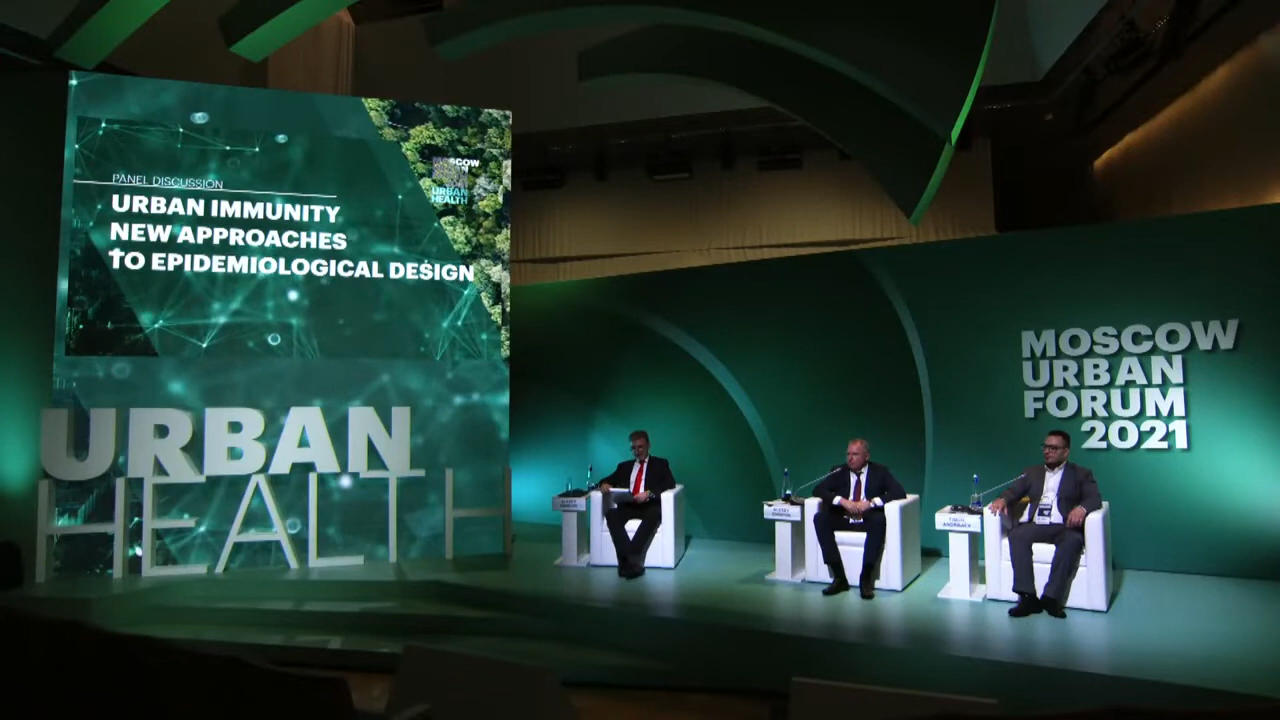 PANEL DISCUSSION
URBAN IMMUNITY
NEW APPROACHES
TO EPIDEMIOLOGICAL DESIGN
MOSCOW
URBAN
HEALTH
URBAN
HEALTH
MOSCOW
URBAN
FORUM
2021